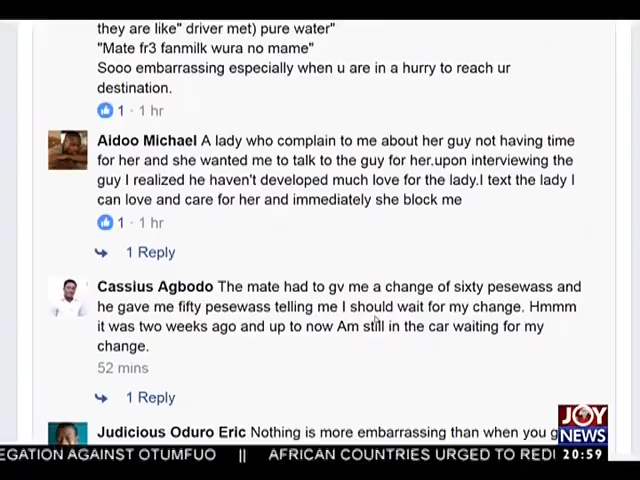 they are like" driver met) pure water"
"Mate fr3 fanmilk wura no mame"
Sooo embarrassing especially when u are in a hurry to reach ur
destination.
1 · 1 hr
Aidoo Michael A lady who complain to me about her guy not having time
for her and she wanted me to talk to the guy for her.upon interviewing the
guy I realized he haven't developed much love for the lady.I text the lady I
can love and care for her and immediately she block me
1 · 1 hr
1 Reply
Cassius Agbodo The mate had to gv me a change of sixty pesewass and
he gave me fifty pesewass telling me I should wait for my change. Hmmm
it was two weeks ago and up to now Am still in the car waiting for my
change.
52 mins
1 Reply
Judicious Oduro Eric Nothing is more embarrassing than when you g
JOY
NEWS
EGATION AGAINST OTUMFUO || AFRICAN COUNTRIES URGED TO REDU
20:59